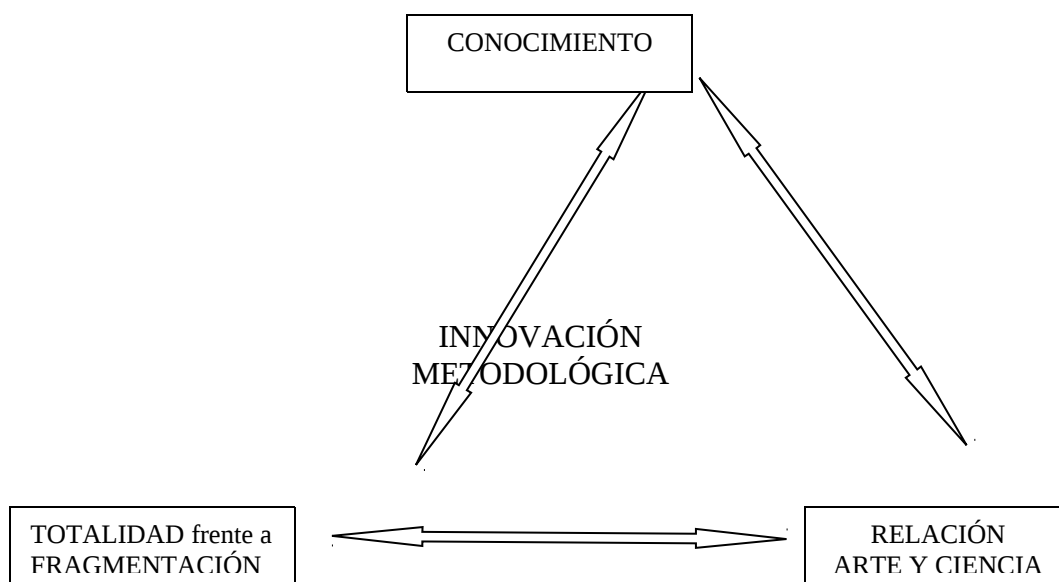 CONOCIMIENTO
INNOVACIÓN
METODOLÓGICA
TOTALIDAD frente a
FRAGMENTACIÓN
RELACIÓN
ARTE Y CIENCIA